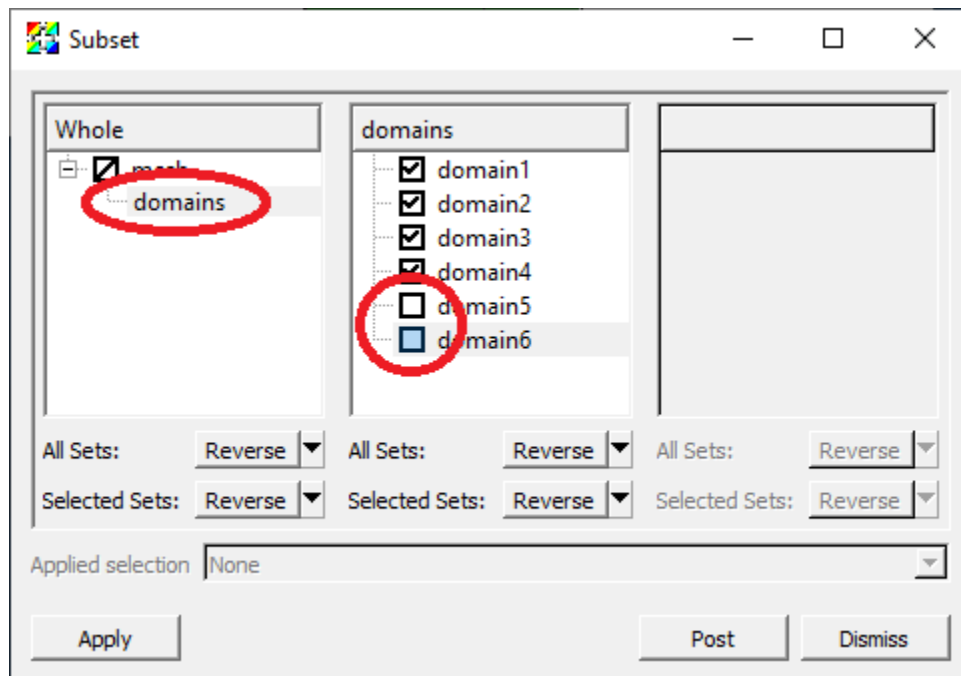 Subset
Whole
domains
mesh
domains
domain1
domain2
domain3
domain4
domain5
domain6
All Sets: Reverse
All Sets: Reverse
All Sets: Reverse
Selected Sets: Reverse
Selected Sets: Reverse
Selected Sets: Reverse
Applied selection None
Apply
Post
Dismiss